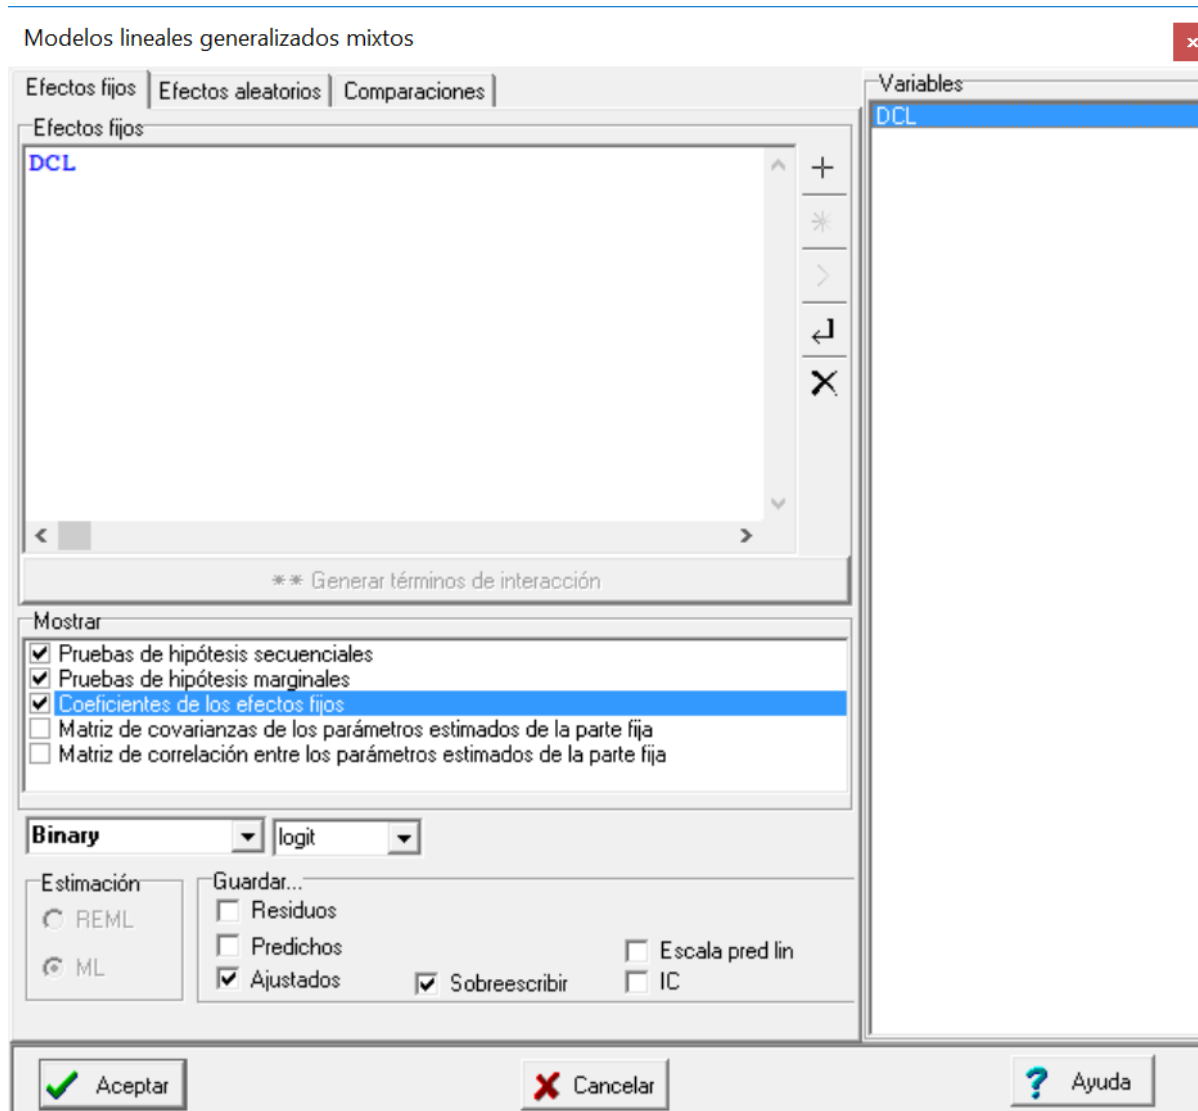 Modelos lineales generalizados mixtos
Efectos fijos Efectos aleatorios Comparaciones
Variables
Efectos fijos
DCL
DCL
** Generar términos de interacción
Mostrar
Pruebas de hipótesis secuenciales
Pruebas de hipótesis marginales
Coeficientes de los efectos fijos
Matriz de covarianzas de los parámetros estimados de la parte fija
Matriz de correlación entre los parámetros estimados de la parte fija
Binary logit
Estimación
REML
ML
Guardar...
Residuos
Predichos
Escala pred lin
Ajustados
Sobreescribir
IC
Aceptar Cancelar Ayuda